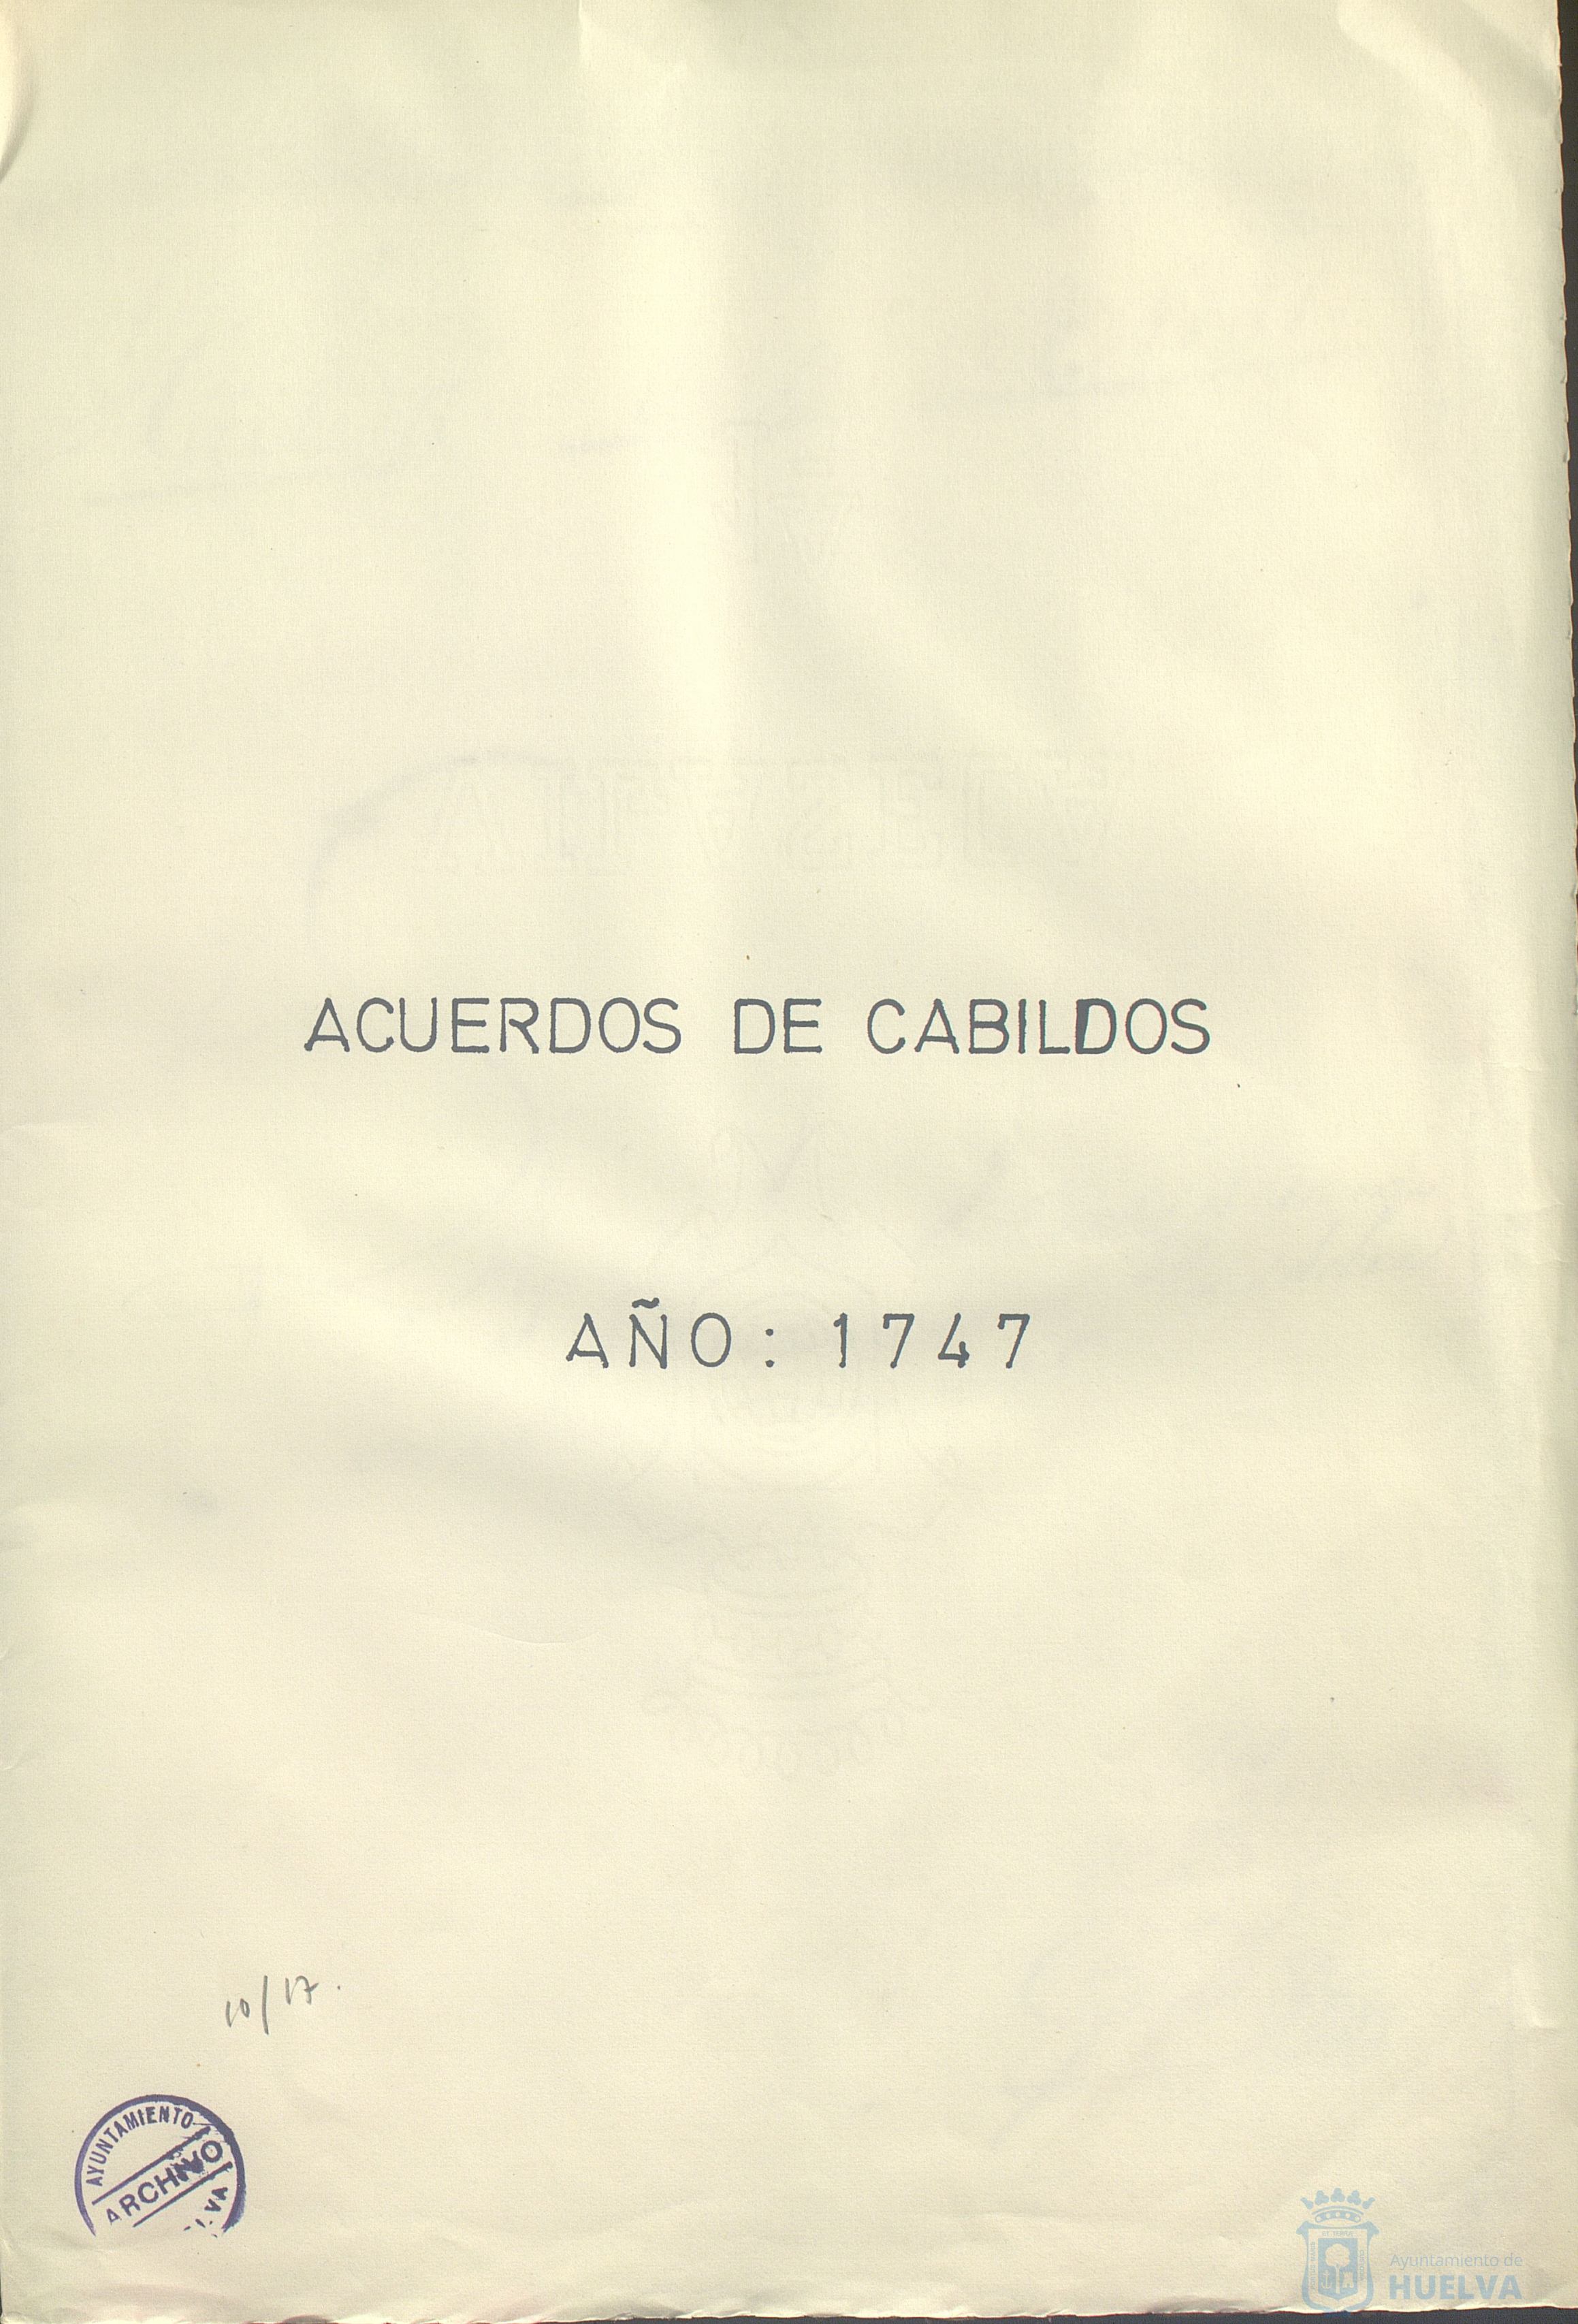 ACUERDOS DE CABILDOS
AÑO: 1747
10/17.
AYUNTAMIENTO
ARCHIVO
Ayuntamiento de
HUELVA